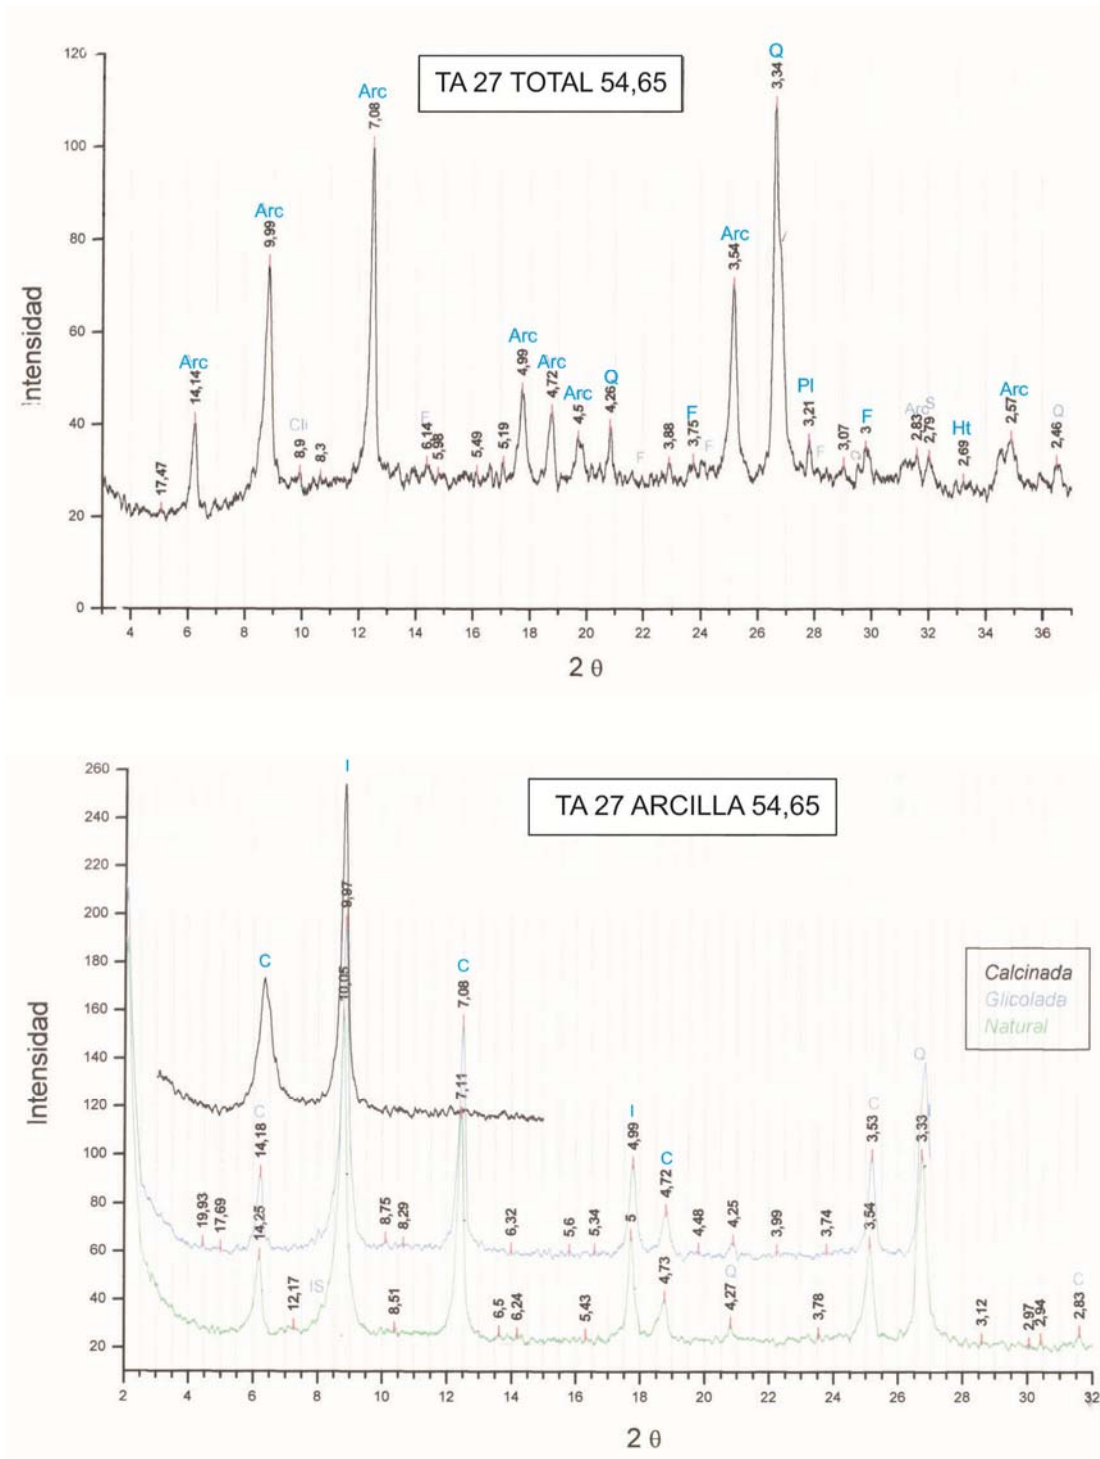 TA 27 TOTAL 54,65
Intensidad
120
100
80
60
40
20
0
17,47
Arc
14,14
Arc
9,99
Cli
8,9
8,3
Arc
7,08
F
6,14
5,98
5,49
5,19
Arc
4,99
Arc
4,72
Arc
4,5
Q
4,26
F
3,88
F
3,75
F
Arc
3,54
Q
3,34
Pl
3,21
F
3,07
Q
F
3
Arc
2,83
S
2,79
Ht
2,69
Arc
2,57
Q
2,46
4 6 8 10 12 14 16 18 20 22 24 26 28 30 32 34 36
2 θ
TA 27 ARCILLA 54,65
Intensidad
260
240
220
200
180
160
140
120
100
80
60
40
20
Calcinada
Glicolada
Natural
C
I
9,97
10,05
C
7,08
7,11
C
14,18
14,25
19,93
17,69
12,17
IS
8,75
8,29
8,51
6,32
6,5
6,24
5,6
5,34
5,43
I
4,99
5
C
4,72
4,73
4,48
4,25
Q
4,27
3,99
3,74
3,78
C
3,53
3,54
Q
I
3,33
3,12
2,97
2,94
C
2,83
2 4 6 8 10 12 14 16 18 20 22 24 26 28 30 32
2 θ